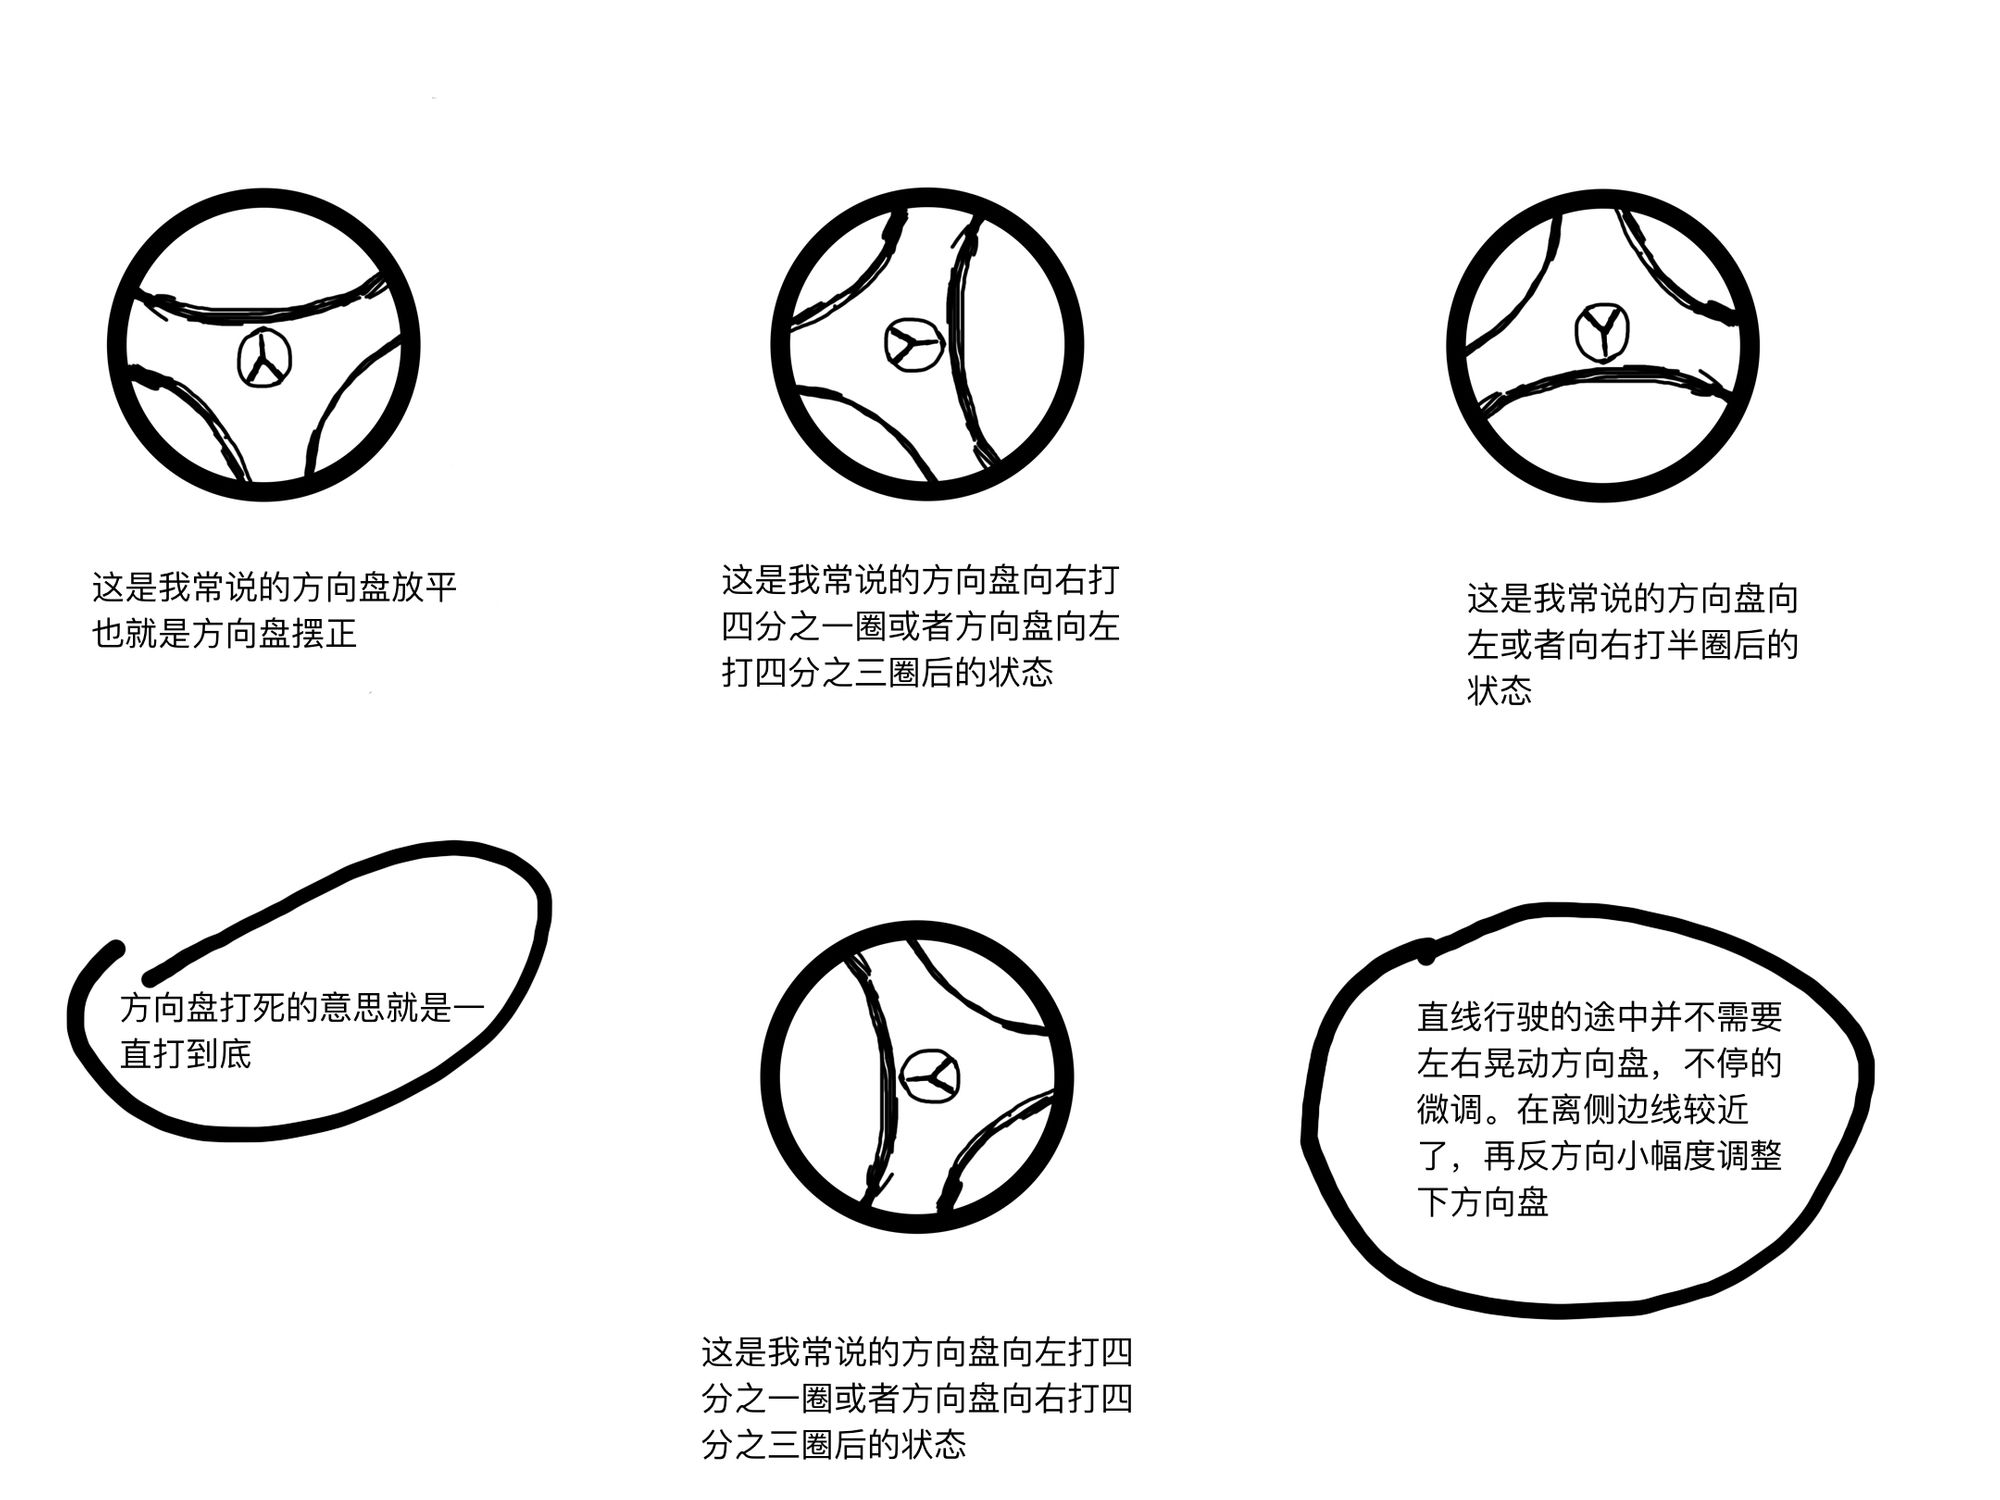 这是我常说的方向盘放平
也就是方向盘摆正
这是我常说的方向盘向右打
四分之一圈或者方向盘向左
打四分之三圈后的状态
这是我常说的方向盘向
左或者向右打半圈后的
状态
方向盘打死的意思就是一
直打到底
这是我常说的方向盘向左打四
分之一圈或者方向盘向右打四
分之三圈后的状态
直线行驶的途中并不需要
左右晃动方向盘，不停的
微调。在离侧边线较近
了，再反方向小幅度调整
下方向盘